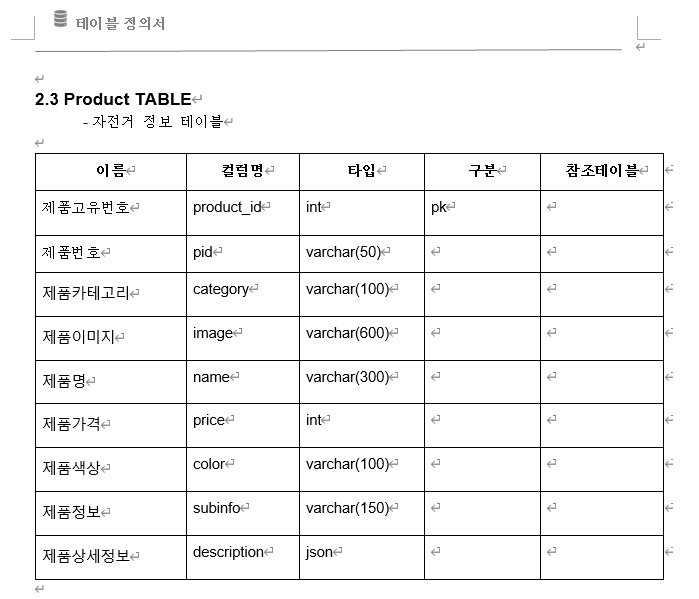 테이블 정의서
2.3 Product TABLE
- 자전거 정보 테이블
이름 컬럼명 타입 구분 참조테이블
제품고유번호 product_id int pk
제품번호 pid varchar(50)
제품카테고리 category varchar(100)
제품이미지 image varchar(600)
제품명 name varchar(300)
제품가격 price int
제품색상 color varchar(100)
제품정보 subinfo varchar(150)
제품상세정보 description json